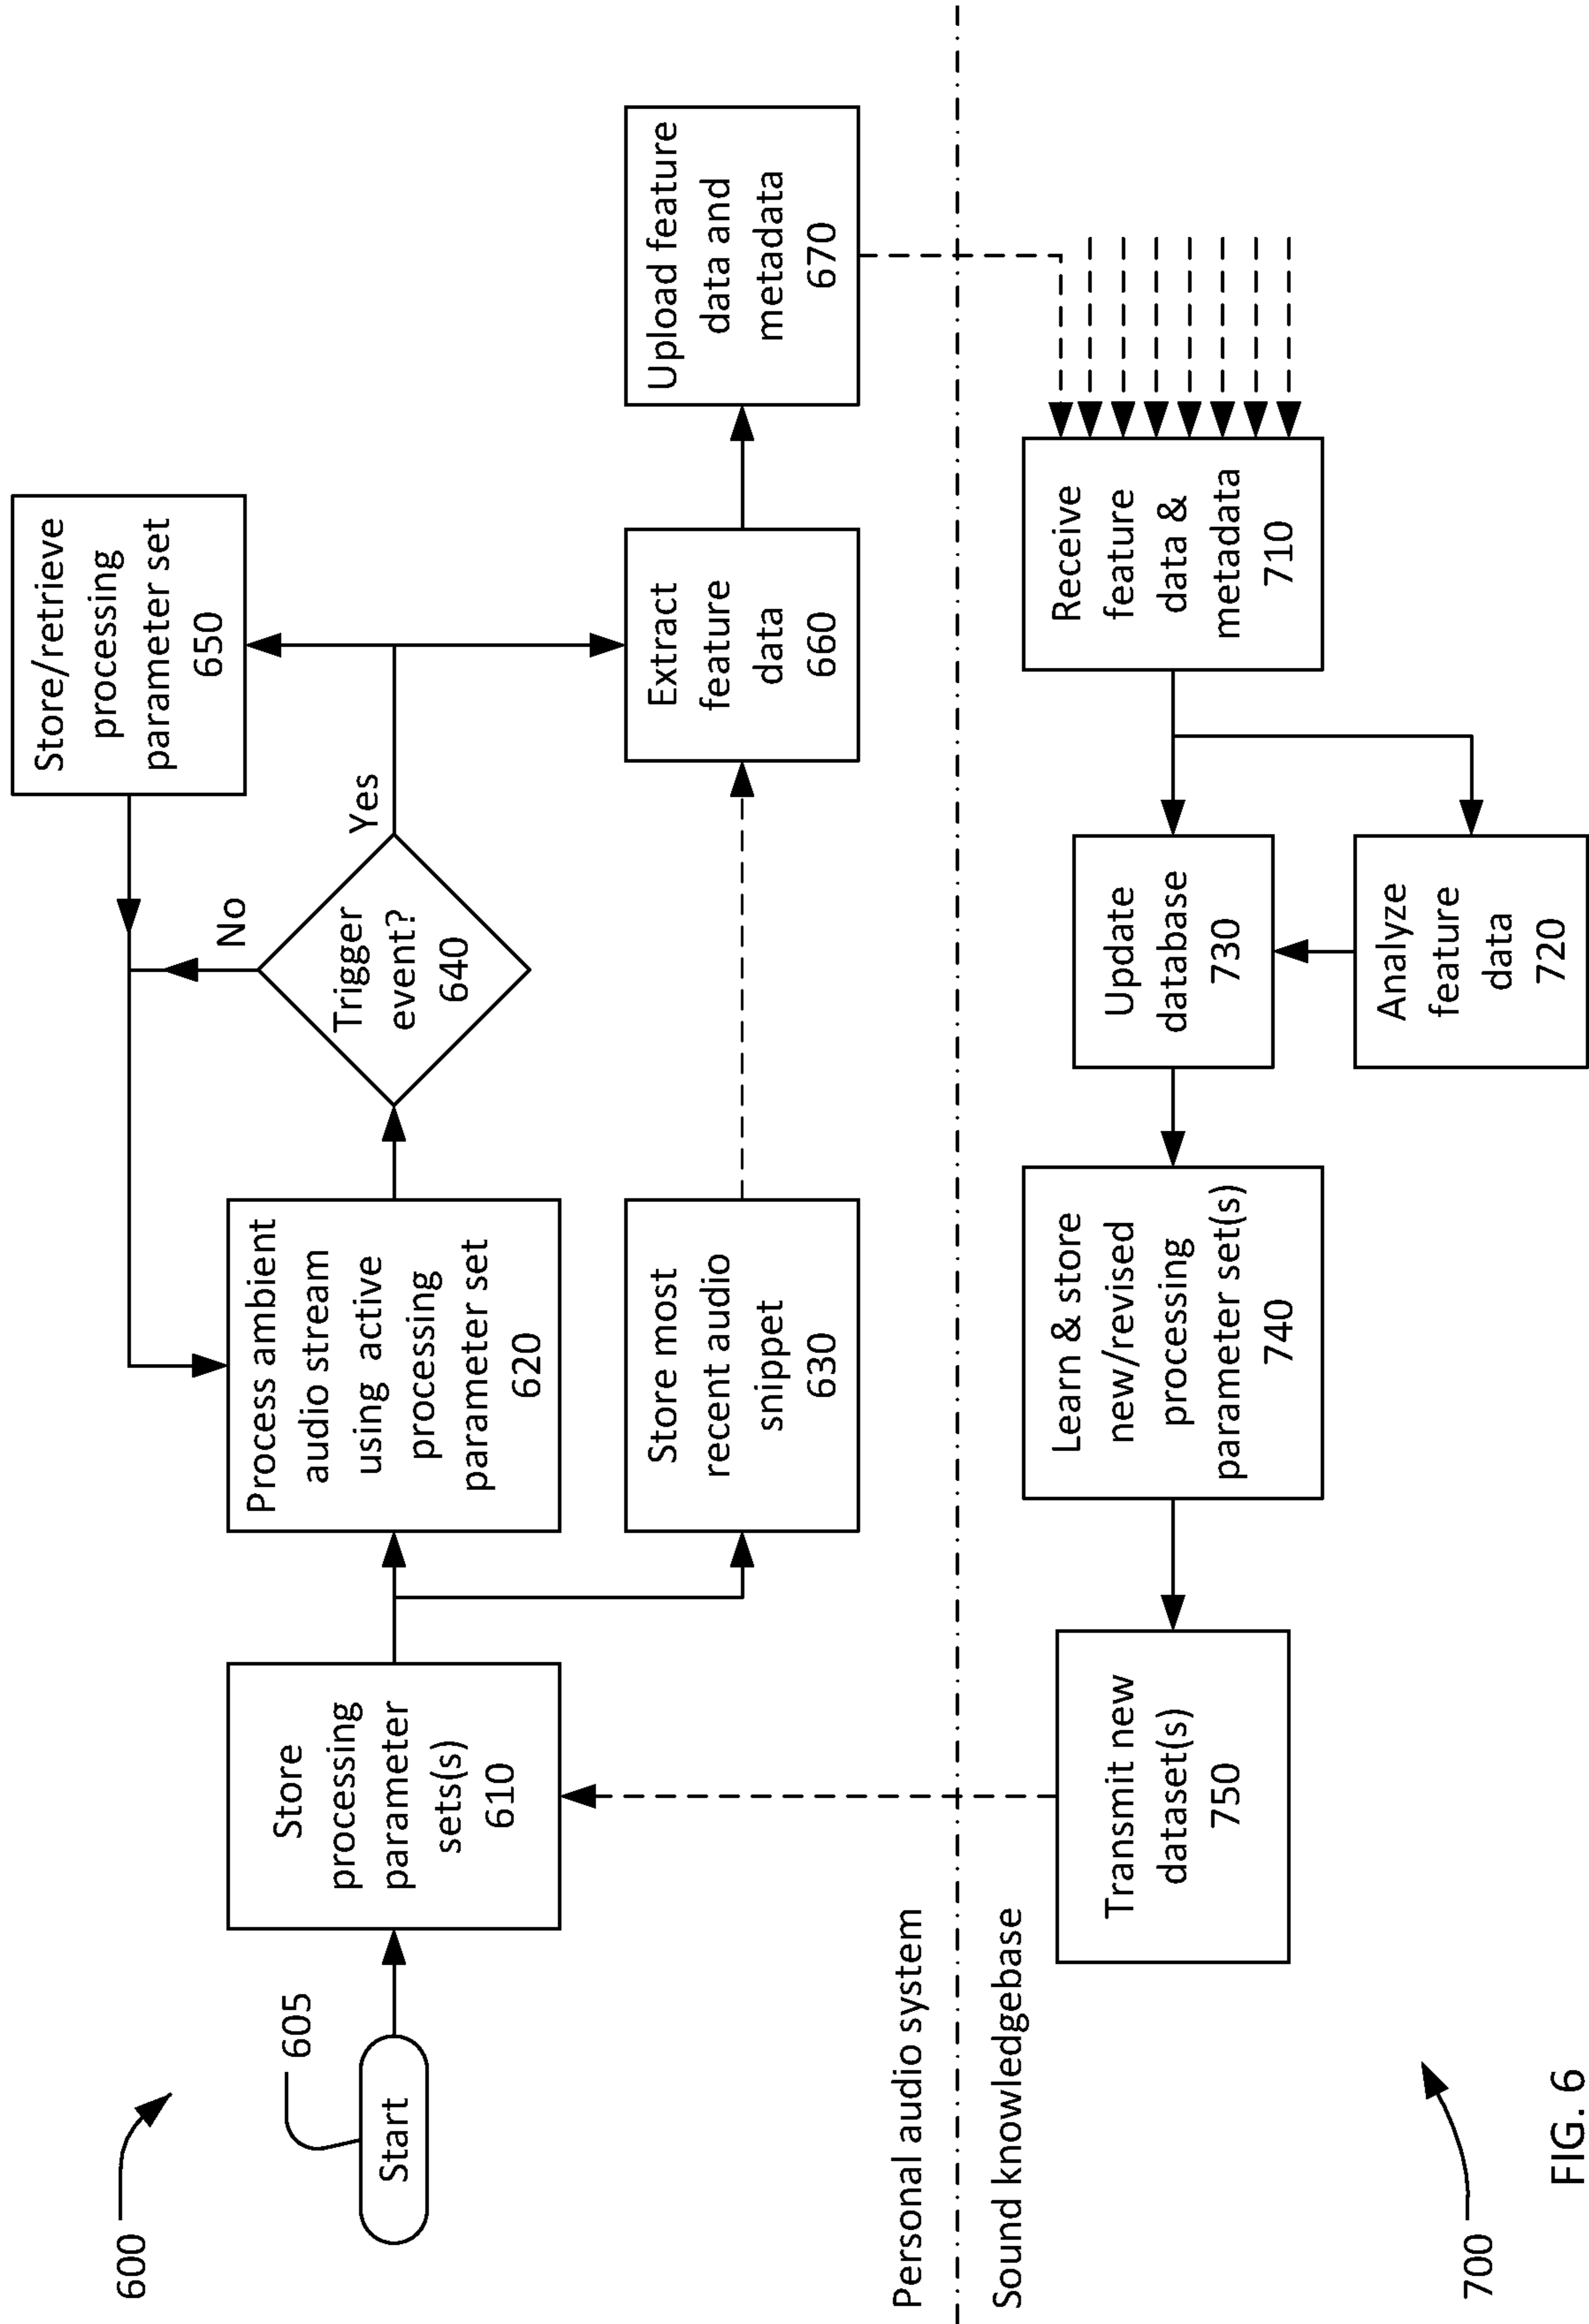 600
605
Start
Store
processing
parameter
sets(s)
610
Process ambient
audio stream
using active
processing
parameter set
620
Store most
recent audio
snippet
630
Trigger
event?
640
No
Yes
Store/retrieve
processing
parameter set
650
Extract
feature
data
660
Upload feature
data and
metadata
670
Personal audio system
Sound knowledgebase
700
Transmit new
dataset(s)
750
Learn & store
new/revised
processing
parameter set(s)
740
Update
database
730
Analyze
feature
data
720
Receive
feature
data &
metadata
710
FIG. 6